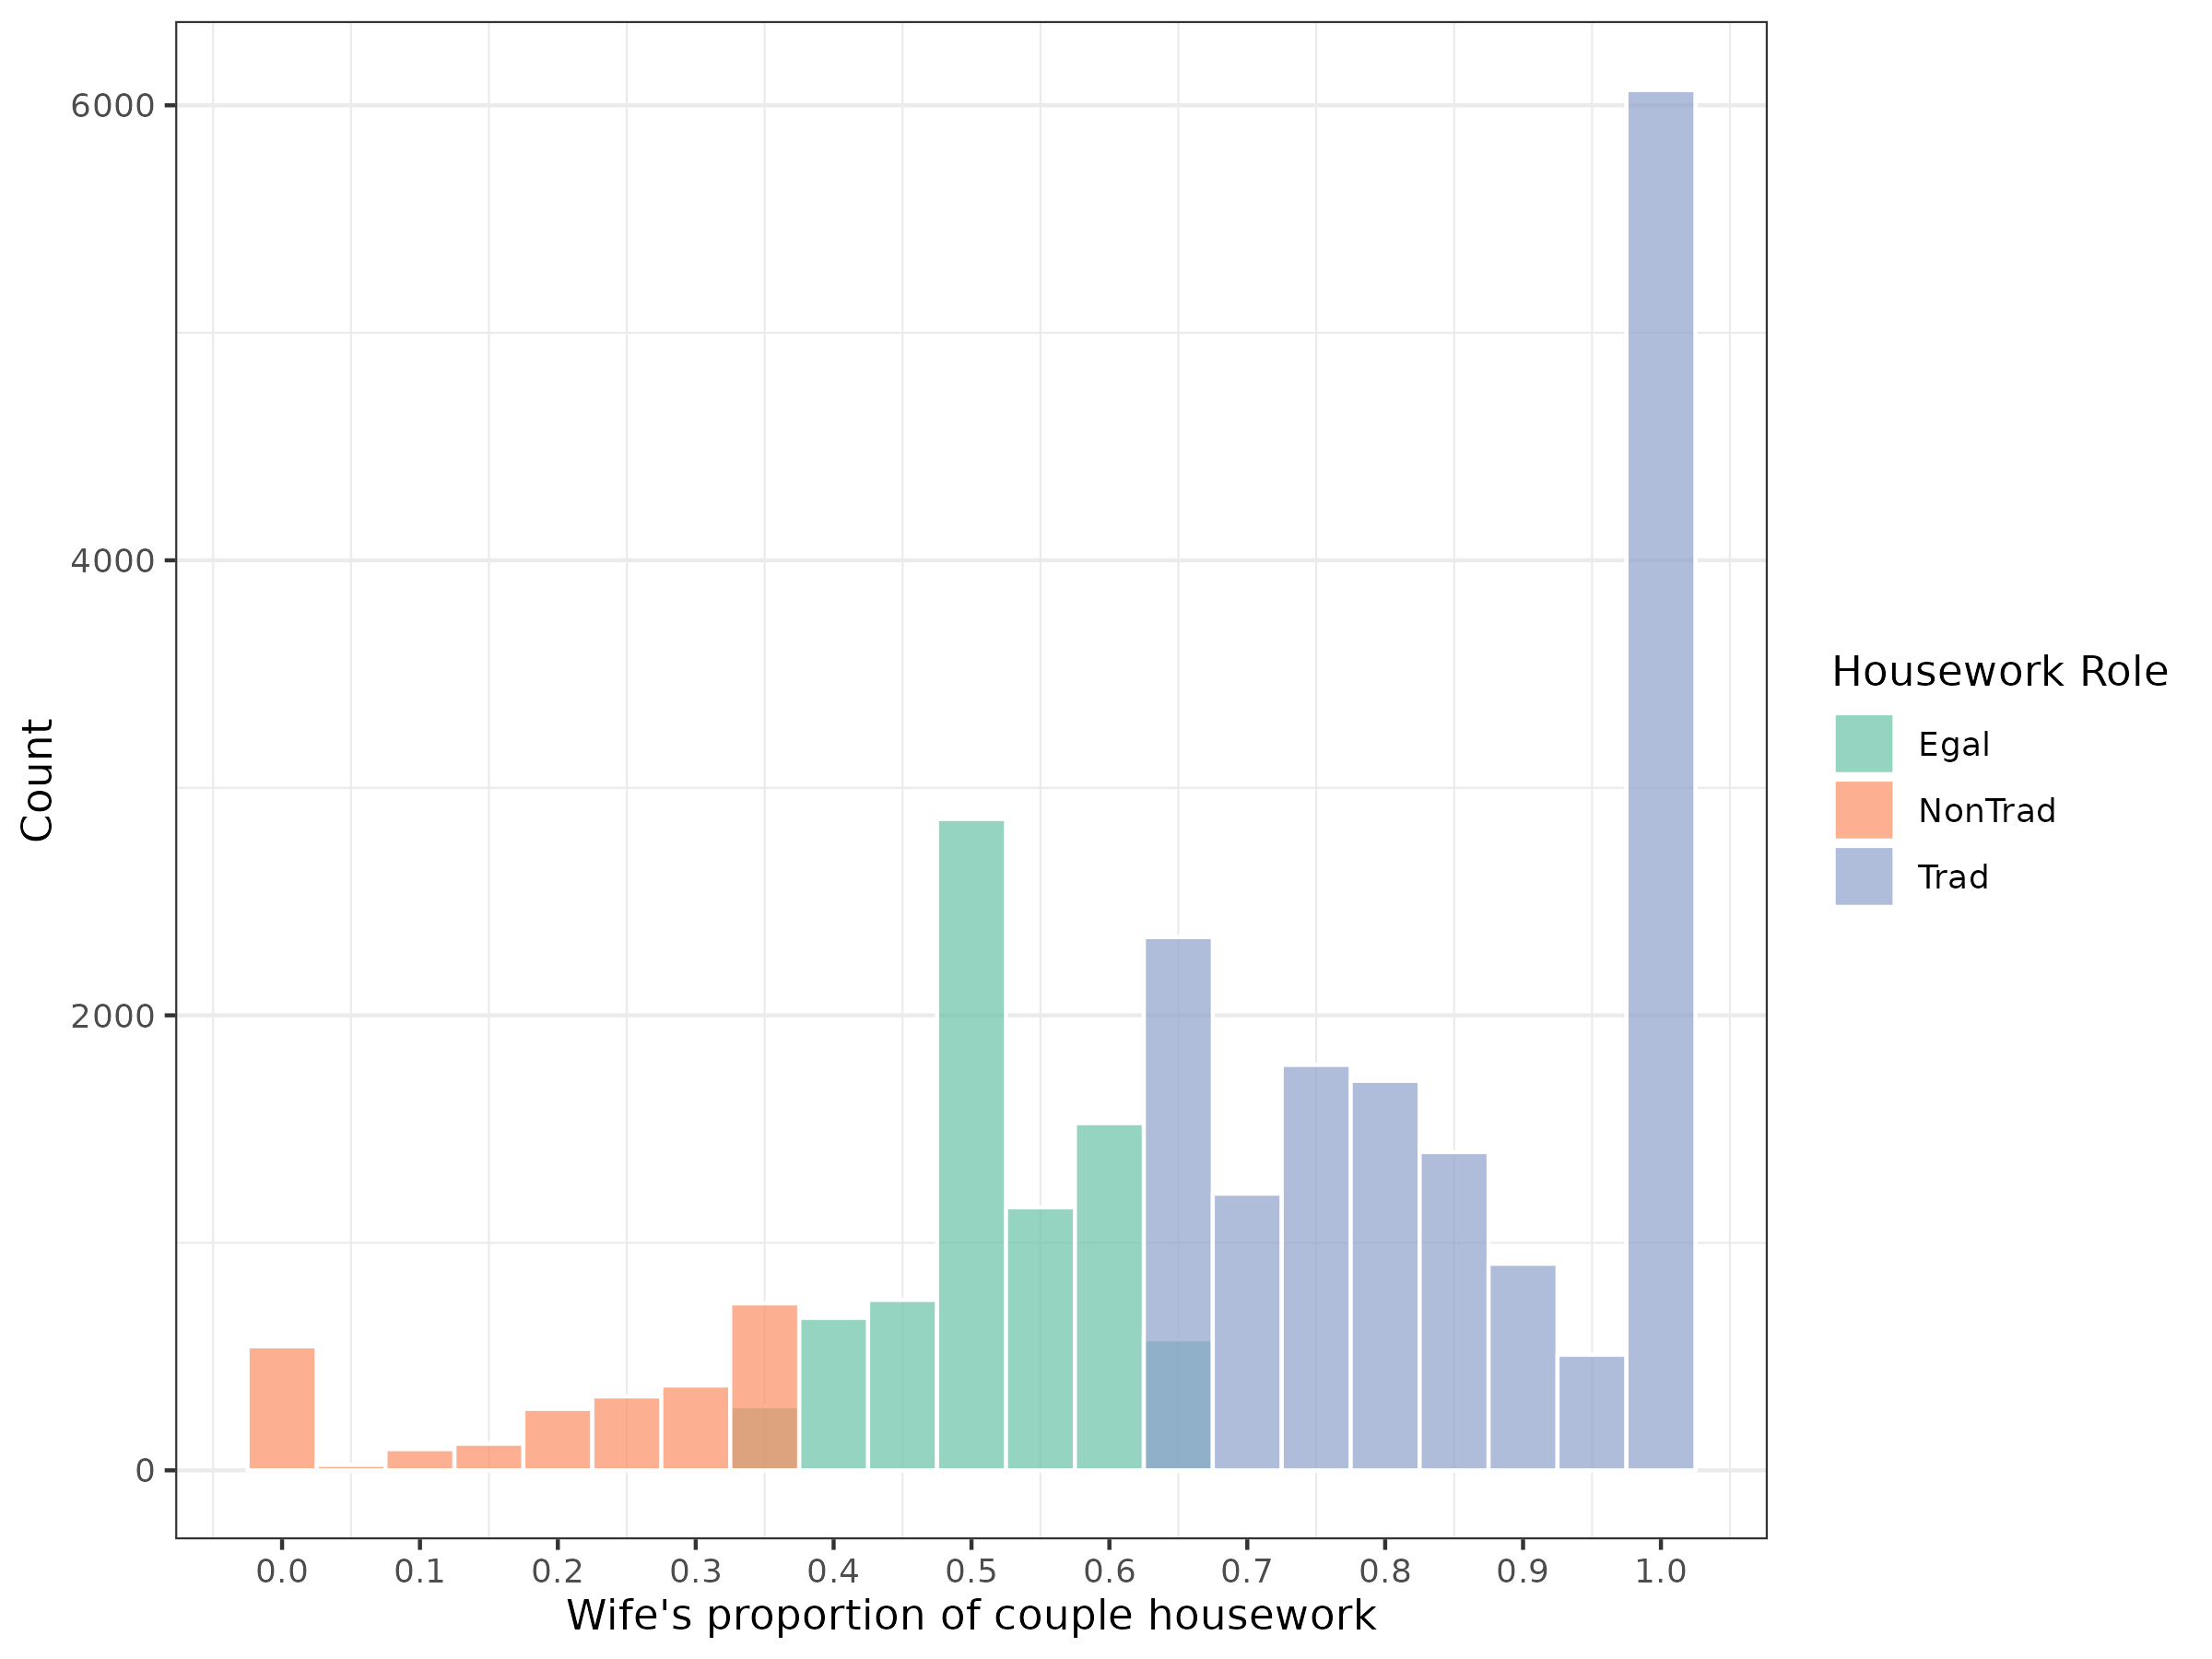 6000
4000
2000
0
Count
0.0 0.1 0.2 0.3 0.4 0.5 0.6 0.7 0.8 0.9 1.0
Wife's proportion of couple housework
Housework Role
Egal
NonTrad
Trad